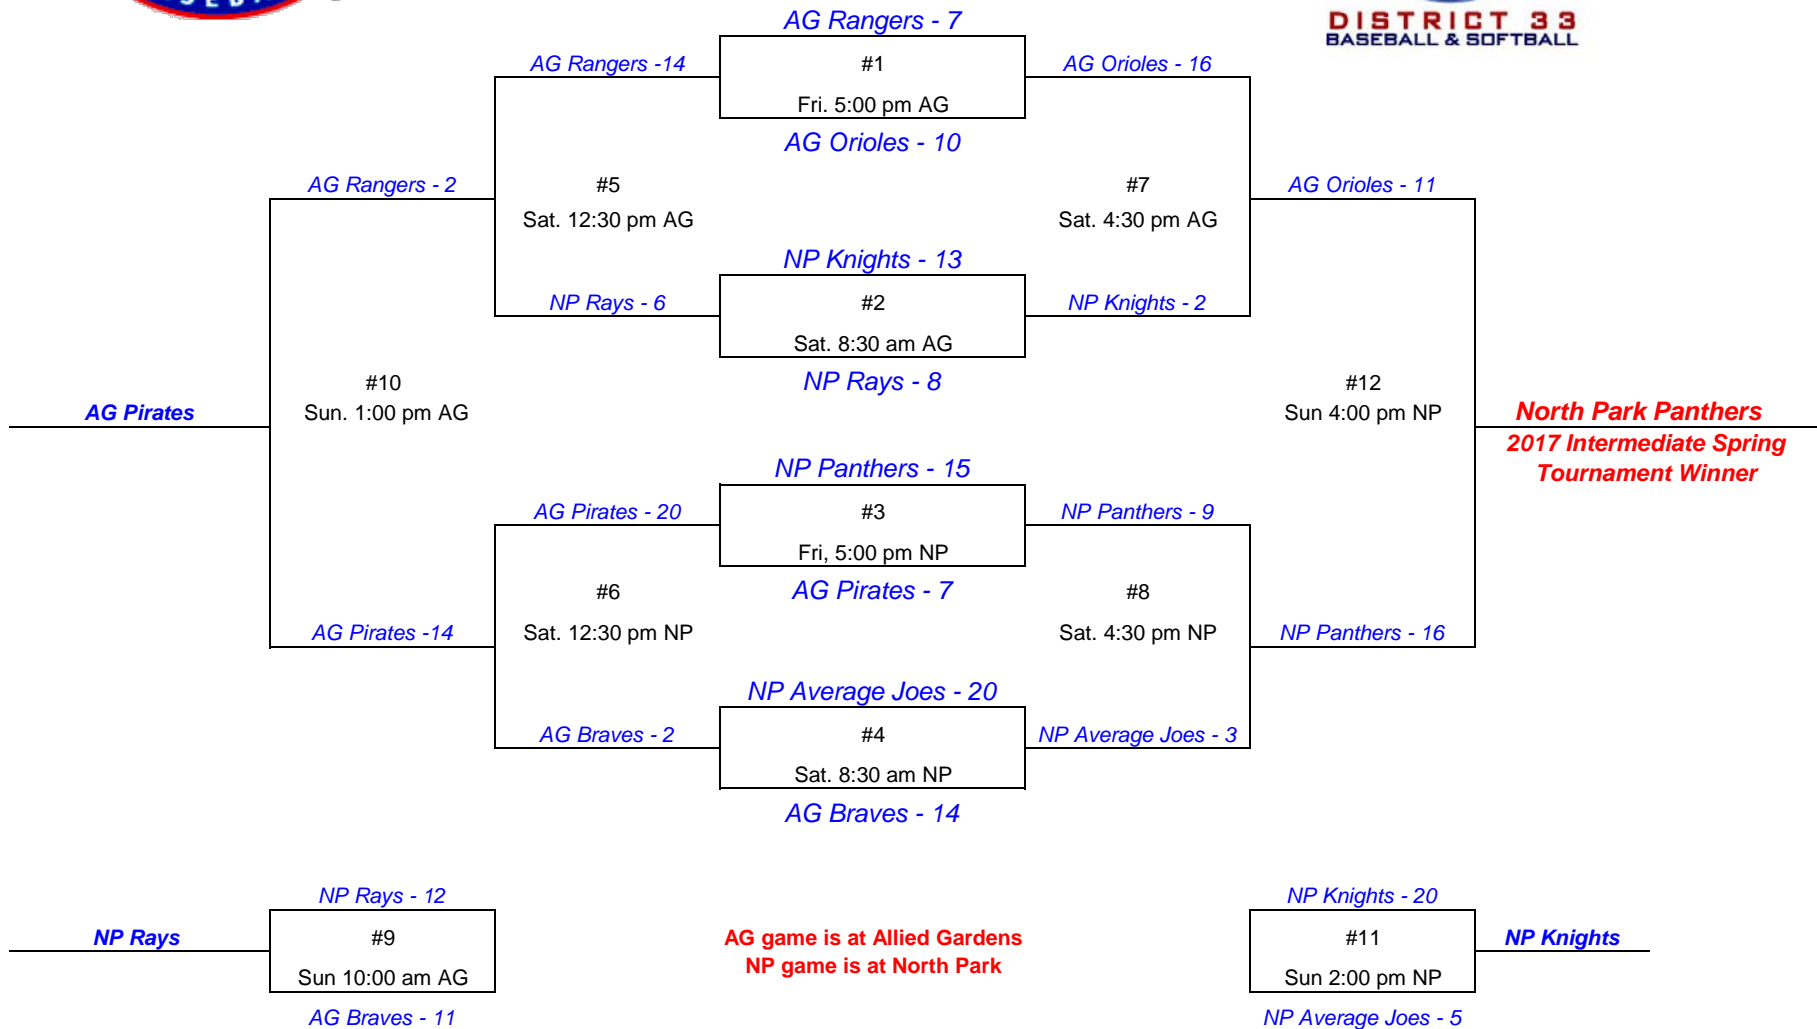 AG Rangers - 7
DISTRICT 33
BASEBALL & SOFTBALL
AG Rangers -14
#1
AG Orioles - 16
Fri. 5:00 pm AG
AG Orioles - 10
AG Rangers - 2
#5
#7
AG Orioles - 11
Sat. 12:30 pm AG
Sat. 4:30 pm AG
NP Knights - 13
NP Rays - 6
#2
NP Knights - 2
Sat. 8:30 am AG
NP Rays - 8
#10
#12
AG Pirates
Sun. 1:00 pm AG
Sun 4:00 pm NP
North Park Panthers
2017 Intermediate Spring
Tournament Winner
NP Panthers - 15
AG Pirates - 20
#3
NP Panthers - 9
Fri, 5:00 pm NP
AG Pirates - 7
#6
#8
AG Pirates -14
Sat. 12:30 pm NP
Sat. 4:30 pm NP
NP Panthers - 16
NP Average Joes - 20
AG Braves - 2
#4
NP Average Joes - 3
Sat. 8:30 am NP
AG Braves - 14
NP Rays - 12
NP Knights - 20
NP Rays
#9
AG game is at Allied Gardens
NP game is at North Park
#11
NP Knights
Sun 10:00 am AG
Sun 2:00 pm NP
AG Braves - 11
NP Average Joes - 5